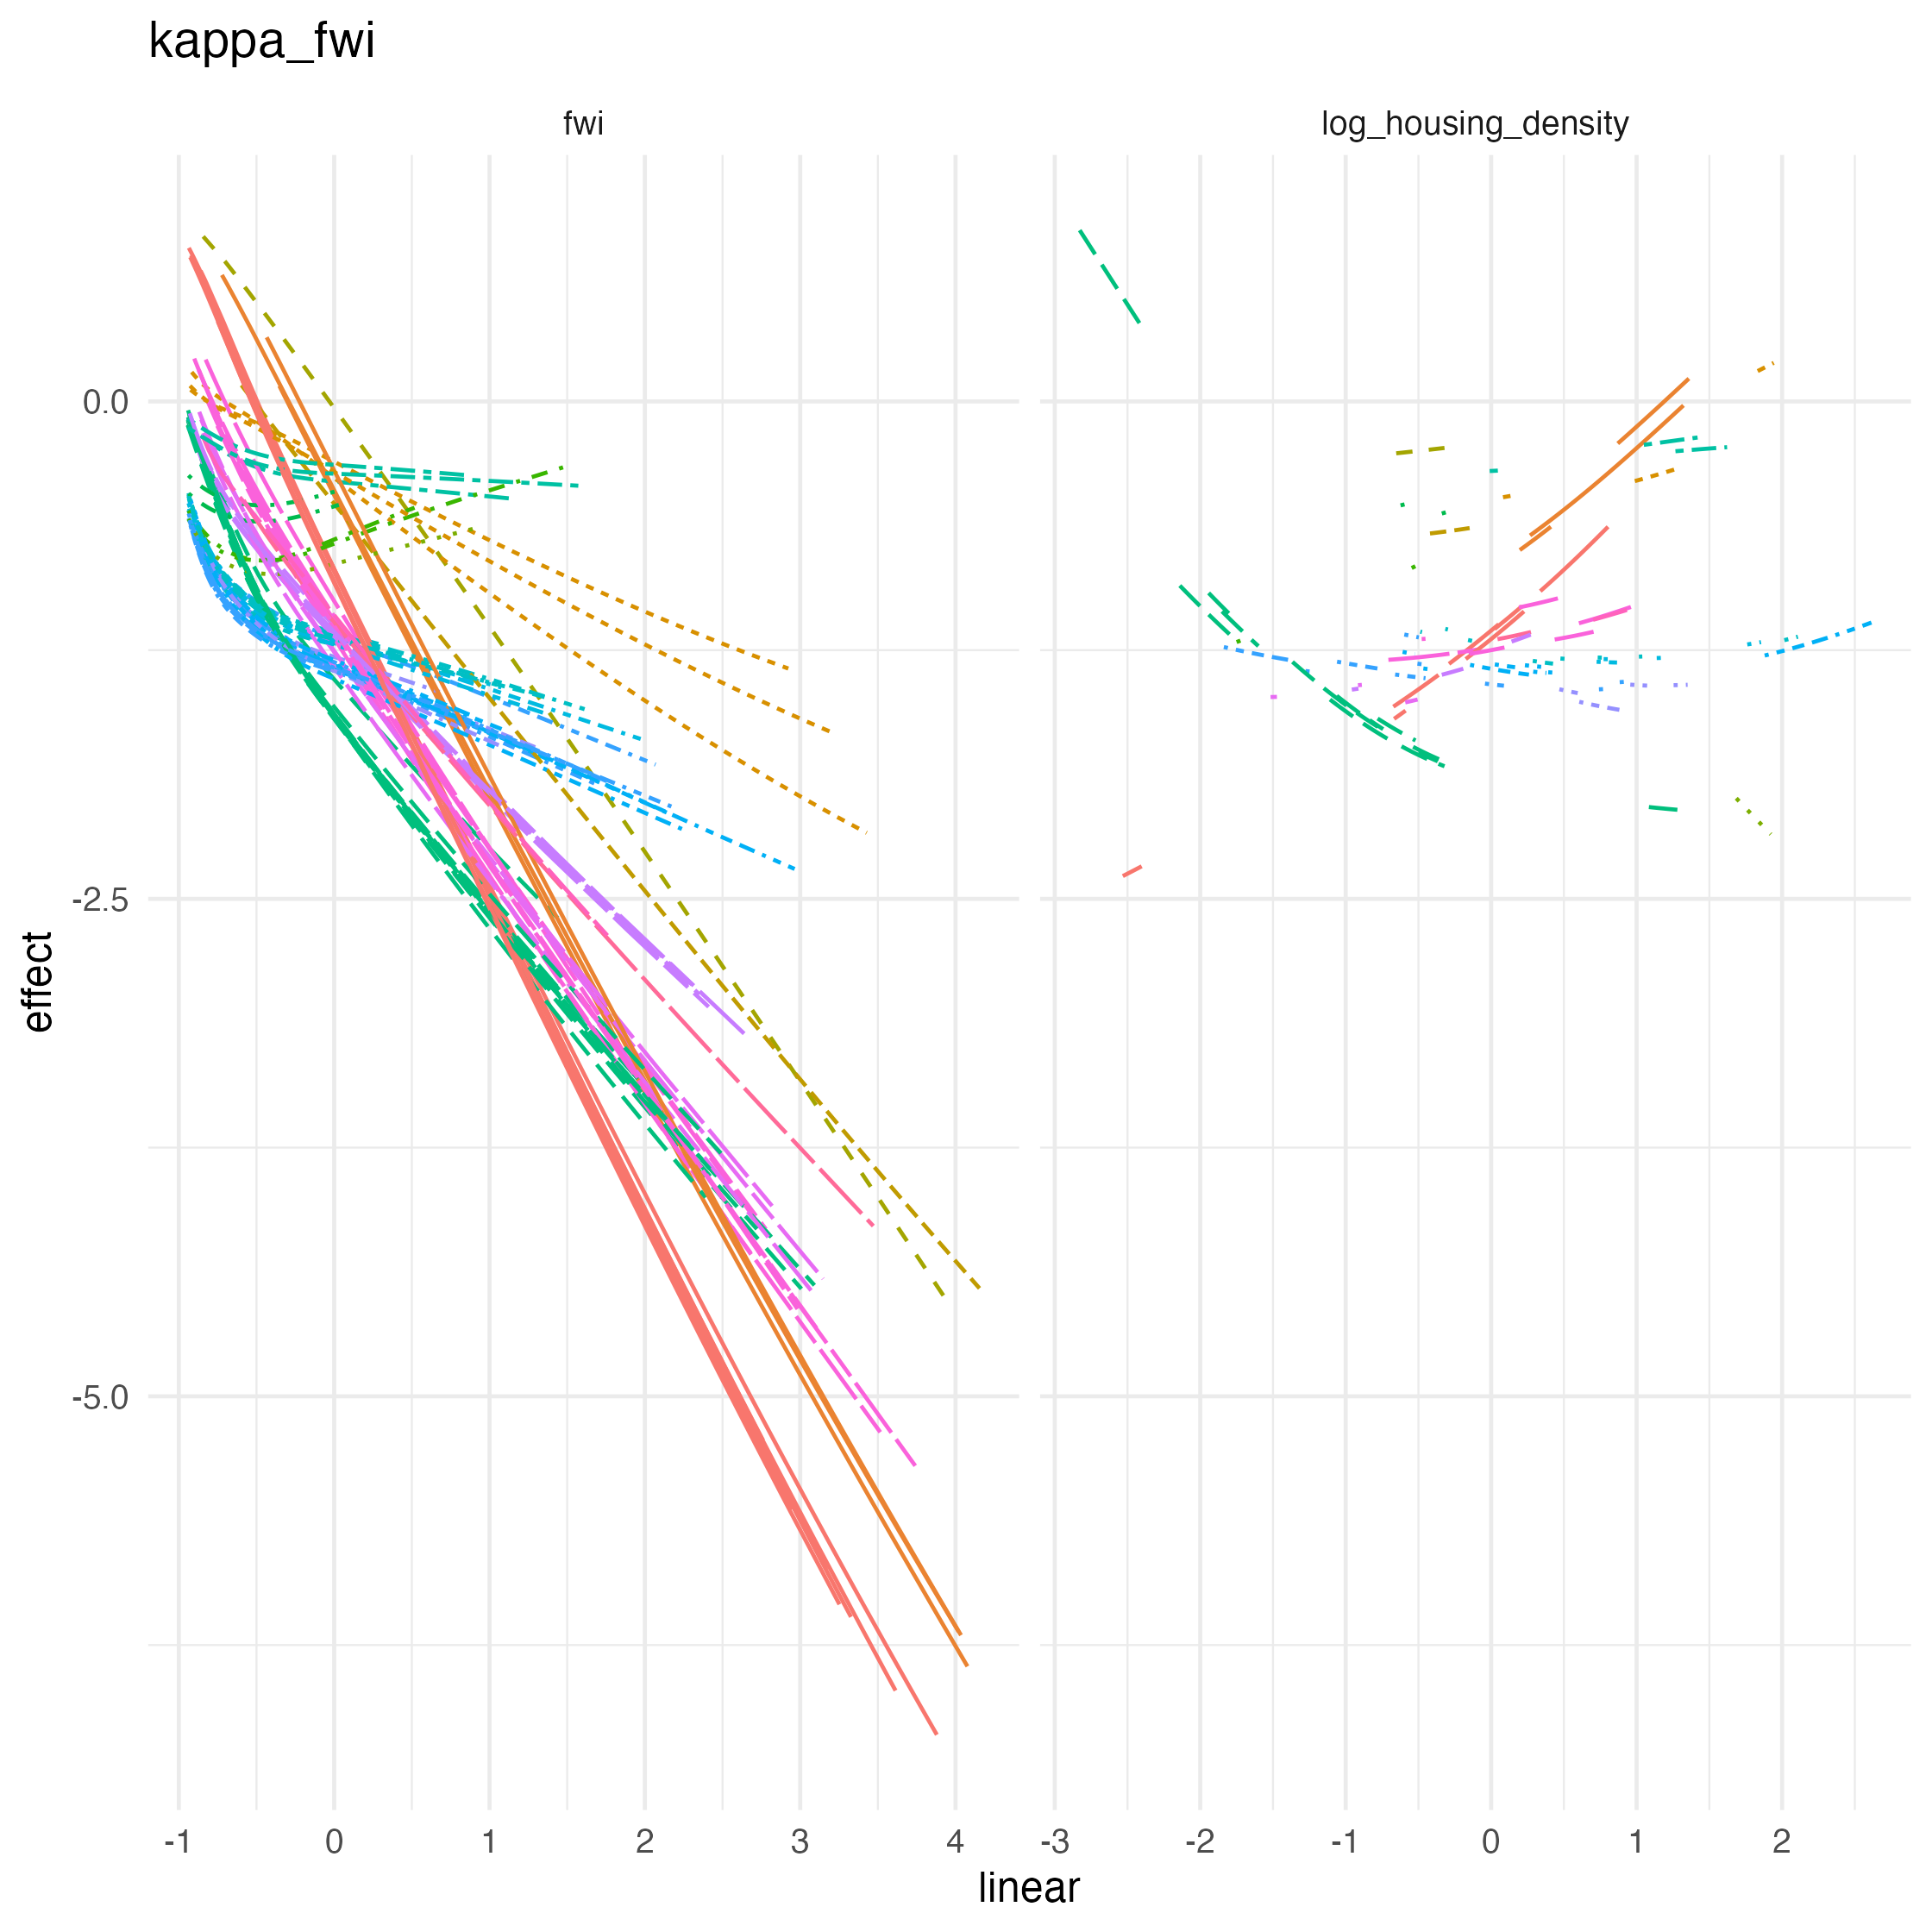 kappa_fwi
fwi
log_housing_density
0.0
-2.5
-5.0
effect
-1 0 1 2 3 4
-3 -2 -1 0 1 2
linear